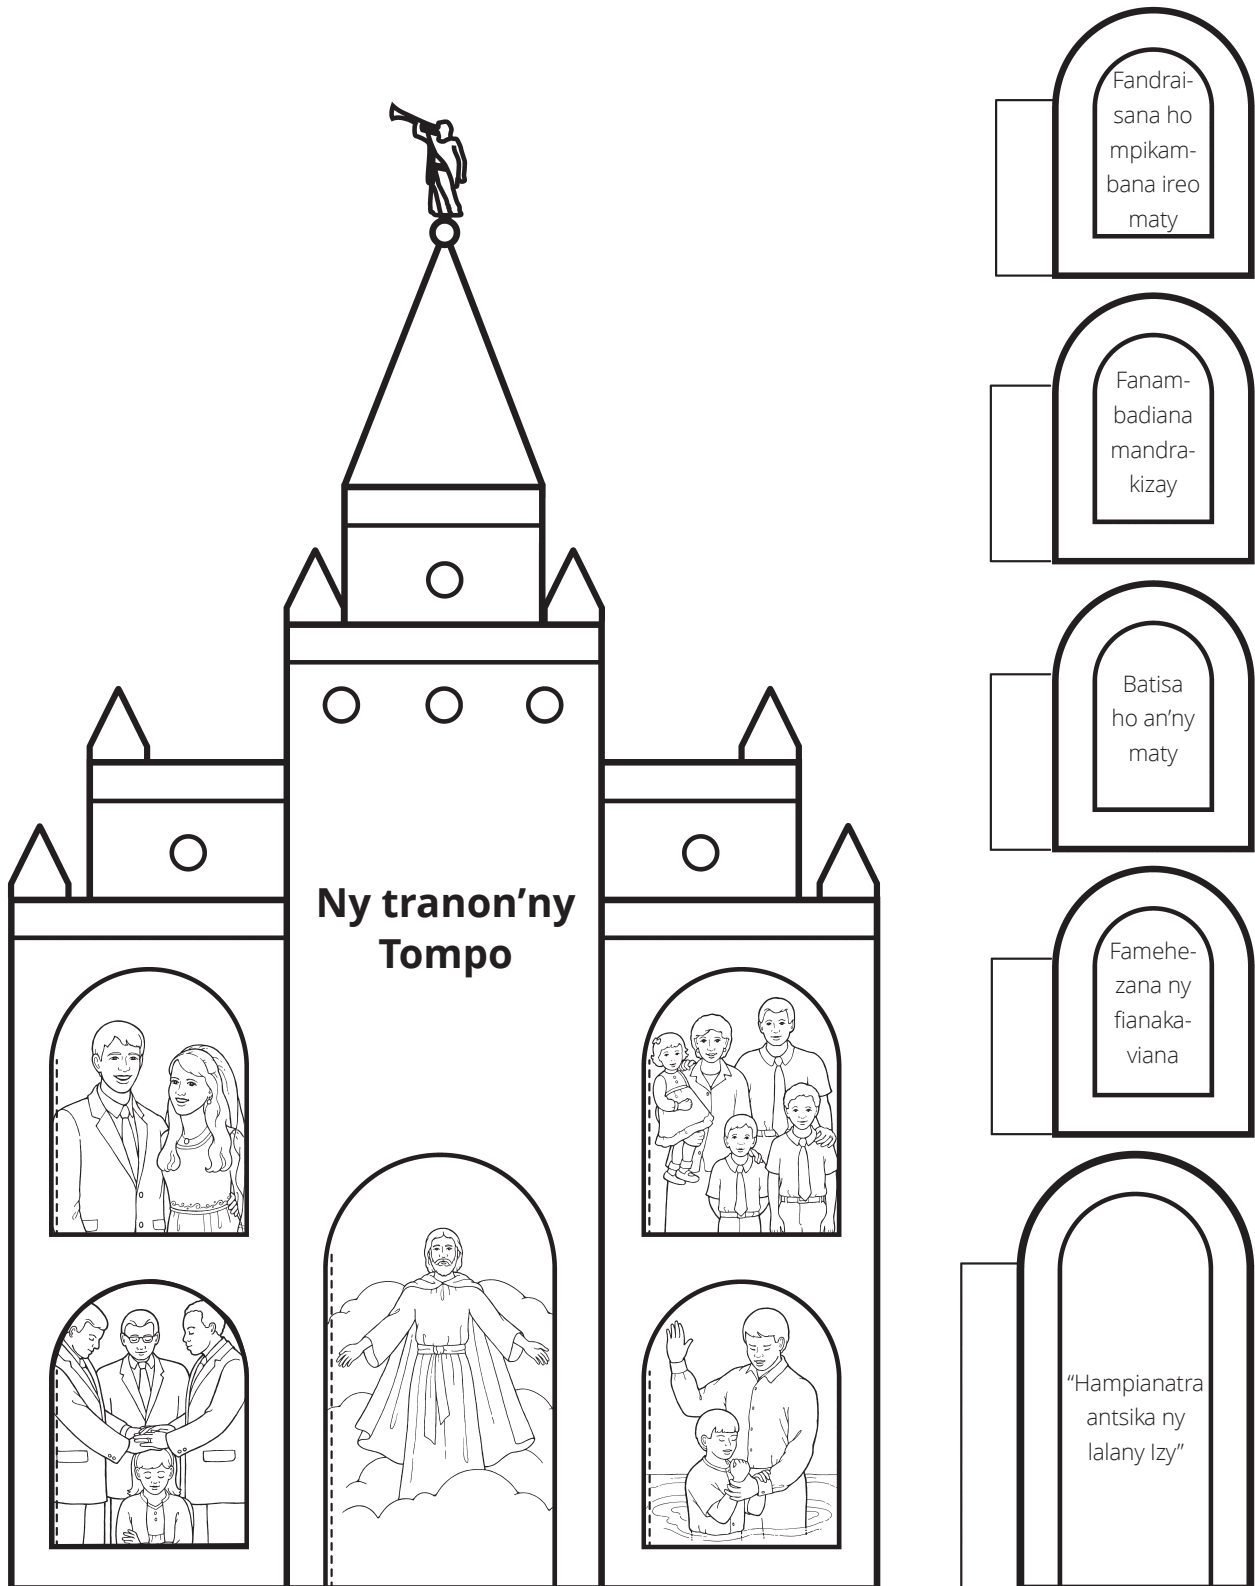 Ny tranon’ny
Tompo
Fandrai-
sana ho
mpikam-
bana ireo
maty
Fanam-
badiana
mandra-
kizay
Batisa
ho an’ny
maty
Famehe-
zana ny
fianaka-
viana
“Hampianatra
antsika ny
lalany Izy”